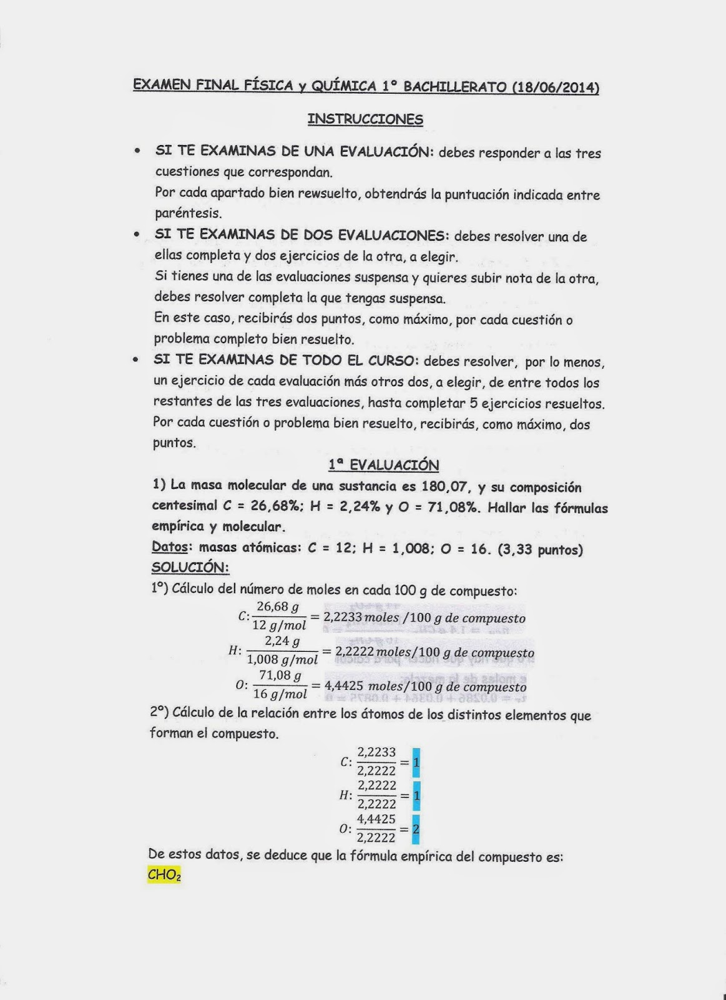 EXAMEN FINAL FÍSICA y QUÍMICA 1º BACHILLERATO (18/06/2014)
INSTRUCCIONES
• SI TE EXAMINAS DE UNA EVALUACIÓN: debes responder a las tres
cuestiones que correspondan.
Por cada apartado bien rewsuelto, obtendrás la puntuación indicada entre
paréntesis.
• SI TE EXAMINAS DE DOS EVALUACIONES: debes resolver una de
ellas completa y dos ejercicios de la otra, a elegir.
Si tienes una de las evaluaciones suspensa y quieres subir nota de la otra,
debes resolver completa la que tengas suspensa.
En este caso, recibirás dos puntos, como máximo, por cada cuestión o
problema completo bien resuelto.
• SI TE EXAMINAS DE TODO EL CURSO: debes resolver, por lo menos,
un ejercicio de cada evaluación más otros dos, a elegir, de entre todos los
restantes de las tres evaluaciones, hasta completar 5 ejercicios resueltos.
Por cada cuestión o problema bien resuelto, recibirás, como máximo, dos
puntos.
1ª EVALUACIÓN
1) La masa molecular de una sustancia es 180,07, y su composición
centesimal C = 26,68%; H = 2,24% y O = 71,08%. Hallar las fórmulas
empírica y molecular.
Datos: masas atómicas: C = 12; H = 1,008; O = 16. (3,33 puntos)
SOLUCIÓN:
1º) Cálculo del número de moles en cada 100 g de compuesto:
C: 26,68 g / 12 g/mol = 2,2233 moles /100 g de compuesto
H: 2,24 g / 1,008 g/mol = 2,2222 moles/100 g de compuesto
O: 71,08 g / 16 g/mol = 4,4425 moles/100 g de compuesto
2º) Cálculo de la relación entre los átomos de los distintos elementos que
forman el compuesto.
C: 2,2233 / 2,2222 = 1
H: 2,2222 / 2,2222 = 1
O: 4,4425 / 2,2222 = 2
De estos datos, se deduce que la fórmula empírica del compuesto es:
CHO₂